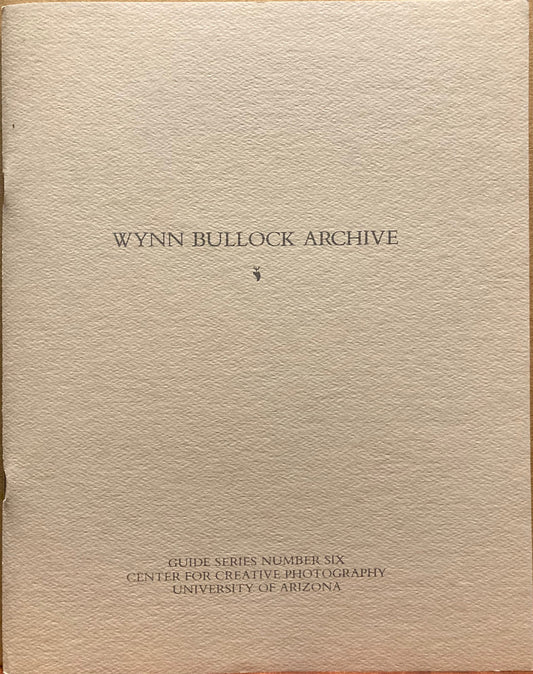 WYNN BULLOCK ARCHIVE
GUIDE SERIES NUMBER SIX
CENTER FOR CREATIVE PHOTOGRAPHY
UNIVERSITY OF ARIZONA